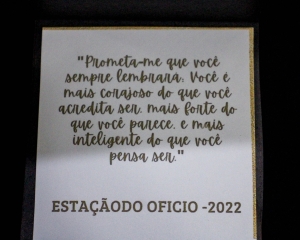 "Prometa-me que você
sempre lembrará: Você é
mais corajoso do que você
acredita ser, mais forte do
que você parece, e mais
inteligente do que você
pensa ser."
ESTAÇÃODO OFICIO -2022